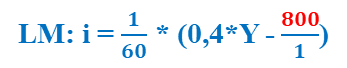 LM: i = 1/60 * (0,4*Y - 800/1)